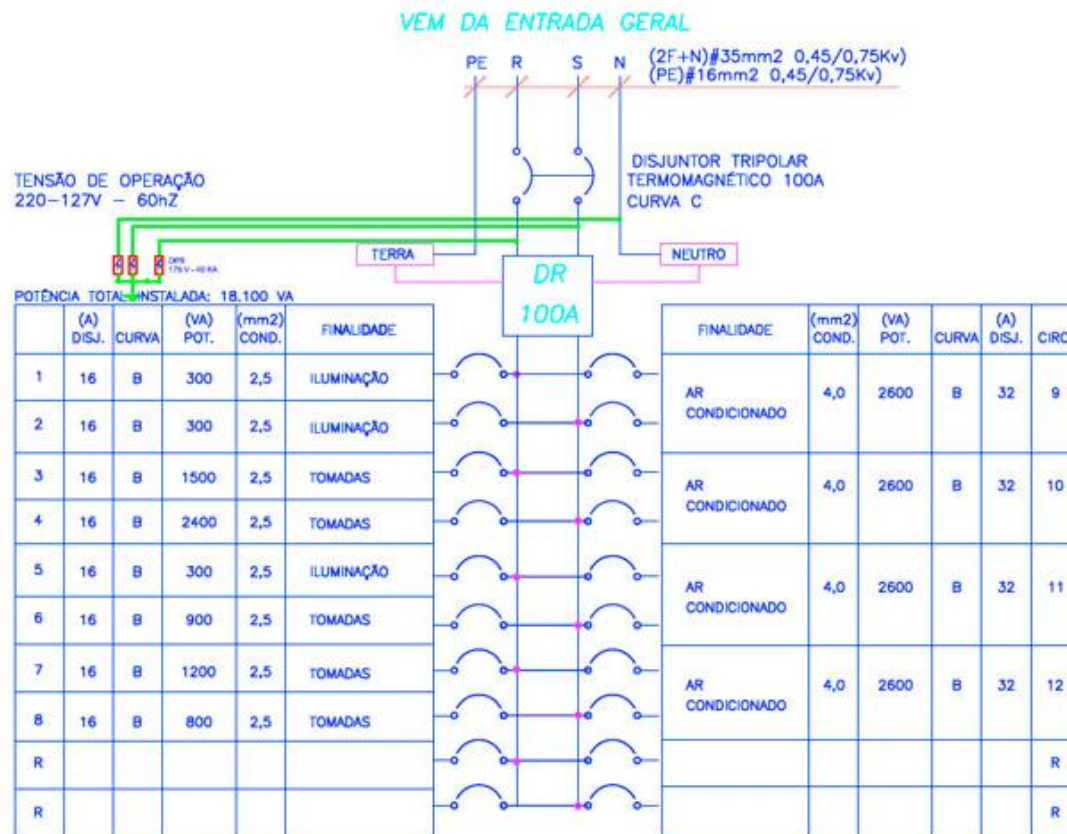 VEM DA ENTRADA GERAL
PE R S N
(2F+N)#35mm2 0,45/0,75Kv)
(PE)#16mm2 0,45/0,75Kv)
DISJUNTOR TRIPOLAR
TERMOMAGNÉTICO 100A
CURVA C
TENSÃO DE OPERAÇÃO
220-127V - 60hZ
TERRA
NEUTRO
DR
100A
DPS
175 V - 40 KA
POTÊNCIA TOTAL INSTALADA: 18.100 VA
(A) DISJ. CURVA (VA) POT. (mm2) COND. FINALIDADE
1 16 B 300 2,5 ILUMINAÇÃO
2 16 B 300 2,5 ILUMINAÇÃO
3 16 B 1500 2,5 TOMADAS
4 16 B 2400 2,5 TOMADAS
5 16 B 300 2,5 ILUMINAÇÃO
6 16 B 900 2,5 TOMADAS
7 16 B 1200 2,5 TOMADAS
8 16 B 800 2,5 TOMADAS
R
R
FINALIDADE (mm2) COND. (VA) POT. CURVA (A) DISJ. CIRC
AR CONDICIONADO 4,0 2600 B 32 9
AR CONDICIONADO 4,0 2600 B 32 10
AR CONDICIONADO 4,0 2600 B 32 11
AR CONDICIONADO 4,0 2600 B 32 12
R
R